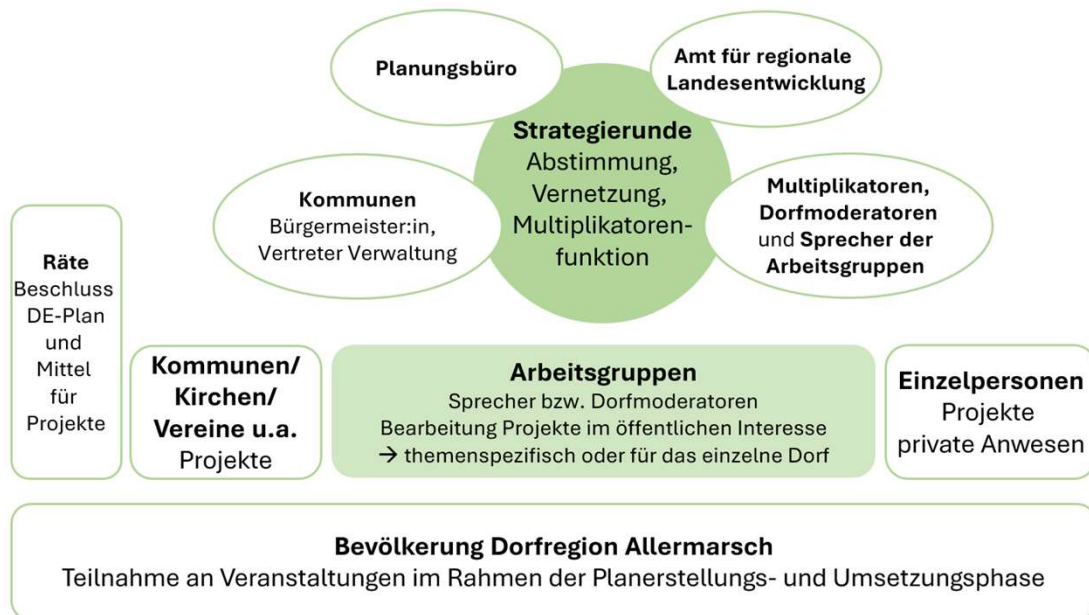 Planungsbüro
Amt für regionale
Landesentwicklung
Strategierunde
Abstimmung,
Vernetzung,
Multiplikatoren-
funktion
Kommunen
Bürgermeister:in,
Vertreter Verwaltung
Multiplikatoren,
Dorfmoderatoren
und Sprecher der
Arbeitsgruppen
Räte
Beschluss
DE-Plan
und
Mittel
für
Projekte
Kommunen/
Kirchen/
Vereine u.a.
Projekte
Arbeitsgruppen
Sprecher bzw. Dorfmoderatoren
Bearbeitung Projekte im öffentlichen Interesse
→ themenspezifisch oder für das einzelne Dorf
Einzelpersonen
Projekte
private Anwesen
Bevölkerung Dorfregion Allermarsch
Teilnahme an Veranstaltungen im Rahmen der Planerstellungs- und Umsetzungsphase